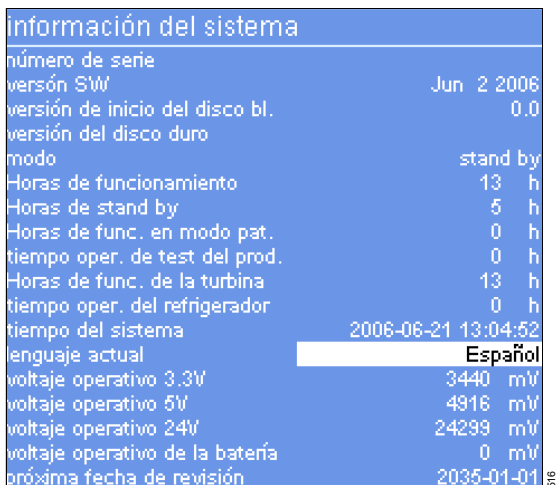 información del sistema
número de serie
versón SW Jun 2 2006
versión de inicio del disco bl. 0.0
versión del disco duro
modo stand by
Horas de funcionamiento 13 h
Horas de stand by 5 h
Horas de func. en modo pat. 0 h
tiempo oper. de test del prod. 0 h
Horas de func. de la turbina 13 h
tiempo oper. del refrigerador 0 h
tiempo del sistema 2006-06-21 13:04:52
lenguaje actual Español
voltaje operativo 3.3V 3440 mV
voltaje operativo 5V 4916 mV
voltaje operativo 24V 24299 mV
voltaje operativo de la batería 0 mV
próxima fecha de revisión 2035-01-01